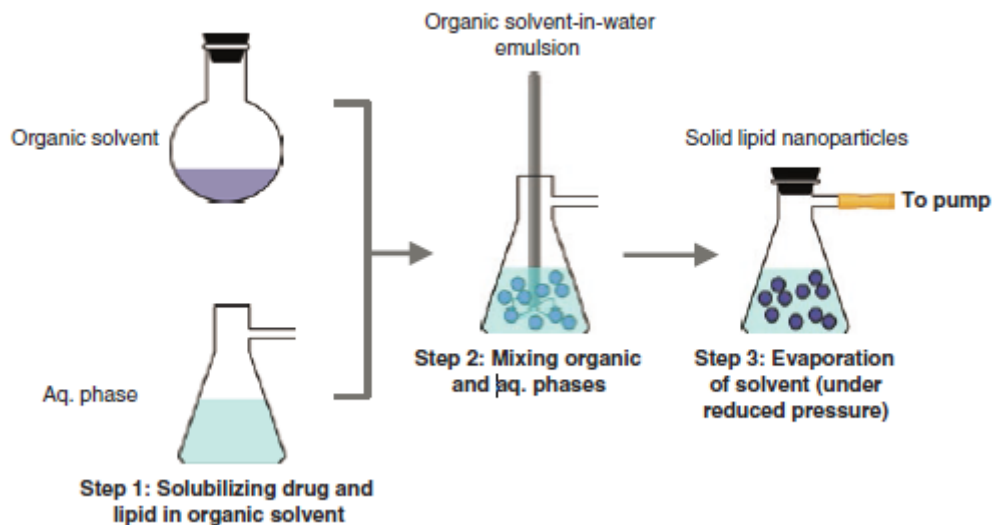 Organic solvent
Aq. phase
Step 1: Solubilizing drug and
lipid in organic solvent
Organic solvent-in-water
emulsion
Step 2: Mixing organic
and aq. phases
Solid lipid nanoparticles
To pump
Step 3: Evaporation
of solvent (under
reduced pressure)